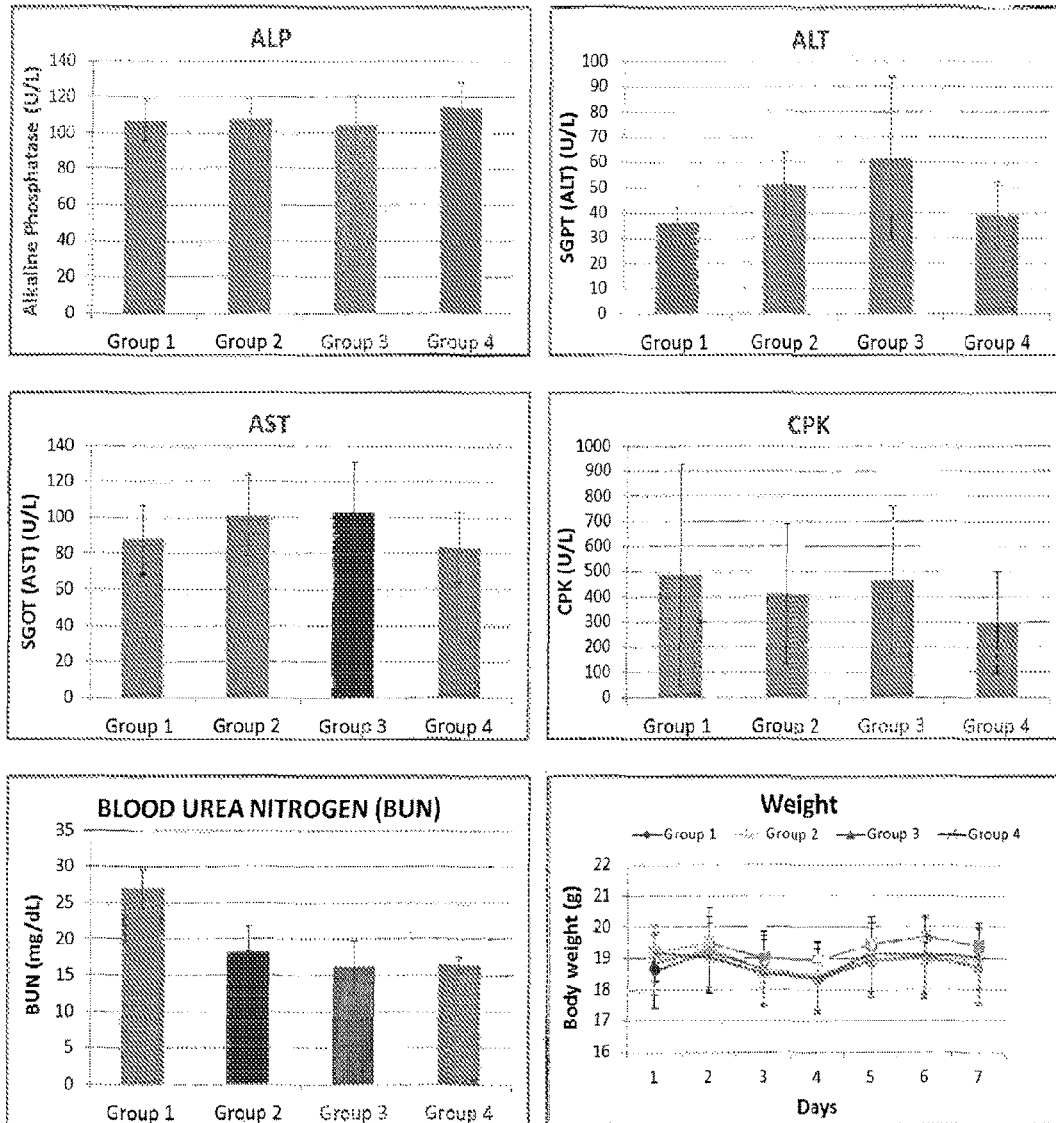 ALP
Alkaline Phosphatase (U/L)
140
120
100
80
60
40
20
0
Group 1 Group 2 Group 3 Group 4
ALT
SGPT (ALT) (U/L)
100
90
80
70
60
50
40
30
20
10
0
Group 1 Group 2 Group 3 Group 4
AST
SGOT (AST) (U/L)
140
120
100
80
60
40
20
0
Group 1 Group 2 Group 3 Group 4
CPK
CPK (U/L)
1000
900
800
700
600
500
400
300
200
100
0
Group 1 Group 2 Group 3 Group 4
BLOOD UREA NITROGEN (BUN)
BUN (mg/dL)
35
30
25
20
15
10
5
0
Group 1 Group 2 Group 3 Group 4
Weight
Group 1 Group 2 Group 3 Group 4
Body weight (g)
22
21
20
19
18
17
16
1 2 3 4 5 6 7
Days